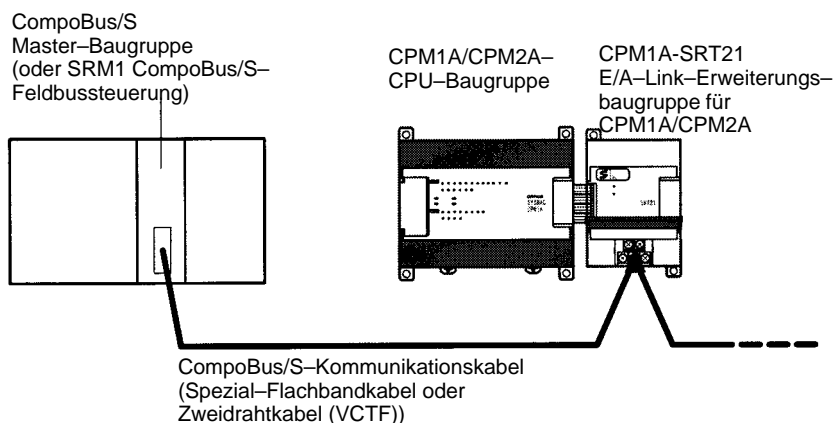 CompoBus/S
Master–Baugruppe
(oder SRM1 CompoBus/S–
Feldbussteuerung)
CPM1A/CPM2A–
CPU–Baugruppe
CPM1A-SRT21
E/A–Link–Erweiterungs–
baugruppe für
CPM1A/CPM2A
CompoBus/S–Kommunikationskabel
(Spezial–Flachbandkabel oder
Zweidrahtkabel (VCTF))